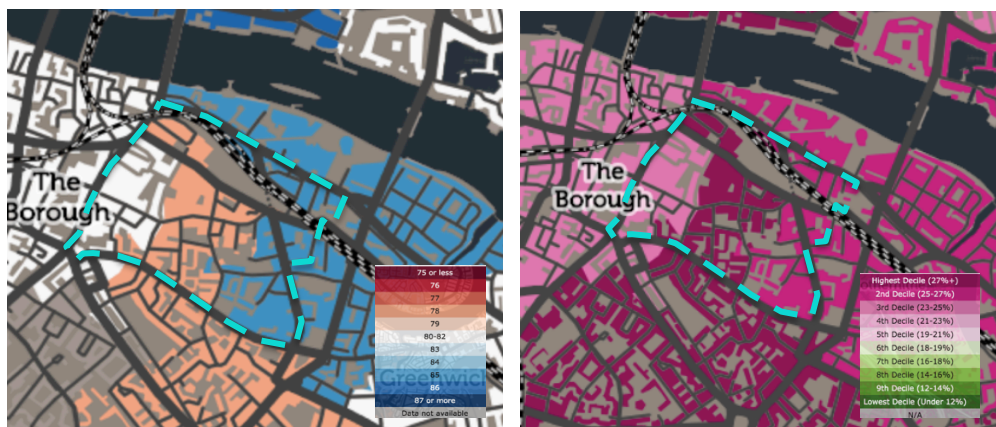 The
Borough
75 or less
76
77
78
79
80-82
83
84
85
86
87 or more
Data not available
Greenwich
The
Borough
Highest Decile (27%+)
2nd Decile (25-27%)
3rd Decile (23-25%)
4th Decile (21-23%)
5th Decile (19-21%)
6th Decile (18-19%)
7th Decile (16-18%)
8th Decile (14-16%)
9th Decile (12-14%)
Lowest Decile (Under 12%)
N/A